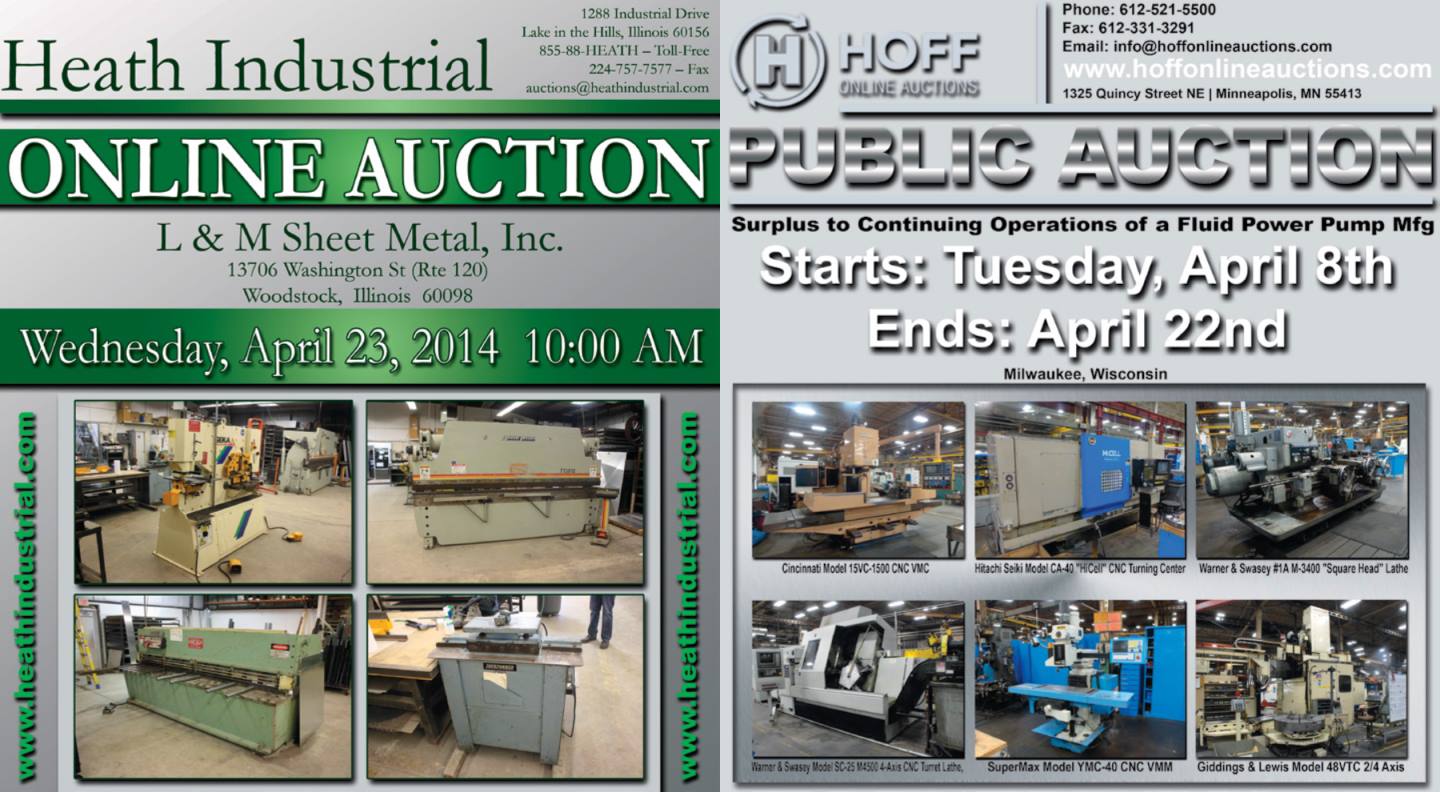 Heath Industrial
1288 Industrial Drive
Lake in the Hills, Illinois 60156
855-88-HEATH – Toll-Free
224-757-7577 – Fax
auctions@heathindustrial.com
ONLINE AUCTION
L & M Sheet Metal, Inc.
13706 Washington St (Rte 120)
Woodstock, Illinois 60098
Wednesday, April 23, 2014 10:00 AM
www.heathindustrial.com
www.heathindustrial.com
H
HOFF
ONLINE AUCTIONS
Phone: 612-521-5500
Fax: 612-331-3291
Email: info@hoffonlineauctions.com
www.hoffonlineauctions.com
1325 Quincy Street NE | Minneapolis, MN 55413
PUBLIC AUCTION
Surplus to Continuing Operations of a Fluid Power Pump Mfg
Starts: Tuesday, April 8th
Ends: April 22nd
Milwaukee, Wisconsin
HiCELL
Cincinnati Model 15VC-1500 CNC VMC
Hitachi Seiki Model CA-40 "HiCell" CNC Turning Center
Warner & Swasey #1A M-3400 "Square Head" Lathe
Warner & Swasey Model SC-25 M4500 4-Axis CNC Turret Lathe,
SuperMax Model YMC-40 CNC VMM
Giddings & Lewis Model 48VTC 2/4 Axis